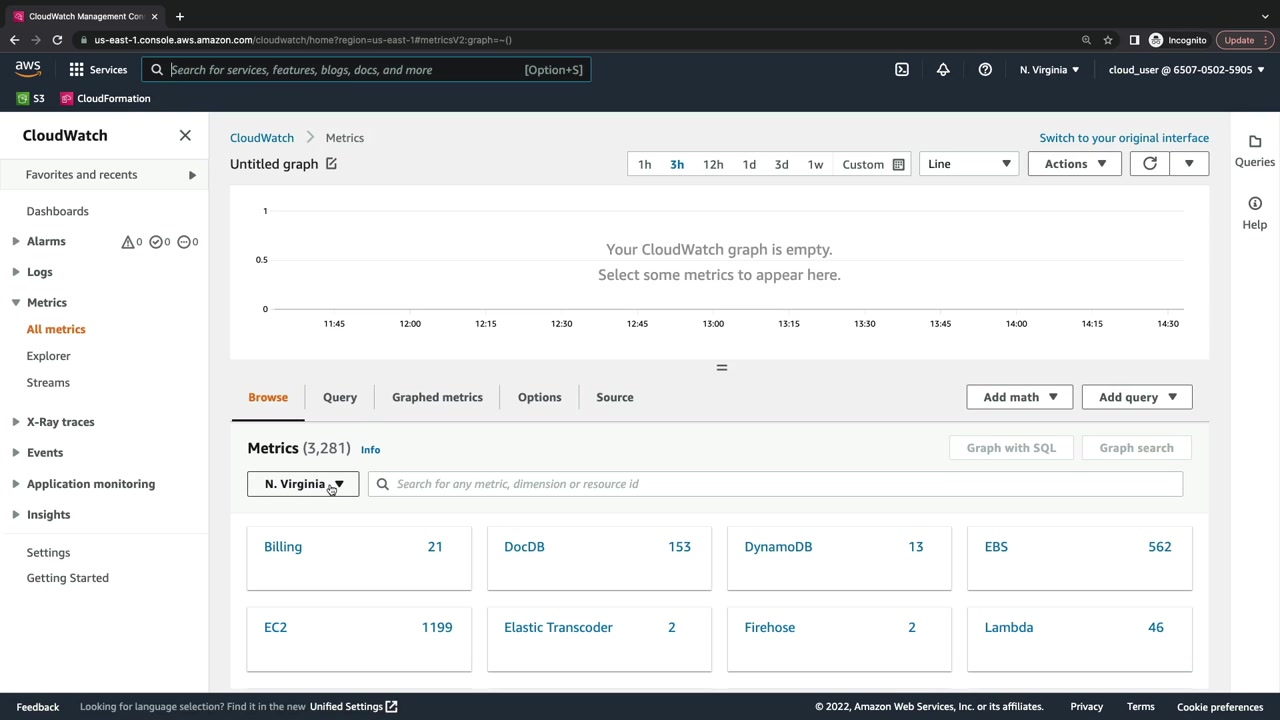 CloudWatch Management Con
us-east-1.console.aws.amazon.com/cloudwatch/home?region=us-east-1#metricsV2:graph=~()
Incognito
Update
aws
Services
Search for services, features, blogs, docs, and more
[Option+S]
N. Virginia
cloud_user @ 6507-0502-5905
S3
CloudFormation
CloudWatch
Favorites and recents
Dashboards
Alarms
0
0
0
Logs
Metrics
All metrics
Explorer
Streams
X-Ray traces
Events
Application monitoring
Insights
Settings
Getting Started
CloudWatch
Metrics
Switch to your original interface
Untitled graph
1h
3h
12h
1d
3d
1w
Custom
Line
Actions
1
0.5
0
Your CloudWatch graph is empty.
Select some metrics to appear here.
11:45
12:00
12:15
12:30
12:45
13:00
13:15
13:30
13:45
14:00
14:15
14:30
Browse
Query
Graphed metrics
Options
Source
Add math
Add query
Metrics (3,281) Info
Graph with SQL
Graph search
N. Virginia
Search for any metric, dimension or resource id
Billing 21
DocDB 153
DynamoDB 13
EBS 562
EC2 1199
Elastic Transcoder 2
Firehose 2
Lambda 46
Queries
Help
Feedback
Looking for language selection? Find it in the new Unified Settings
© 2022, Amazon Web Services, Inc. or its affiliates.
Privacy
Terms
Cookie preferences